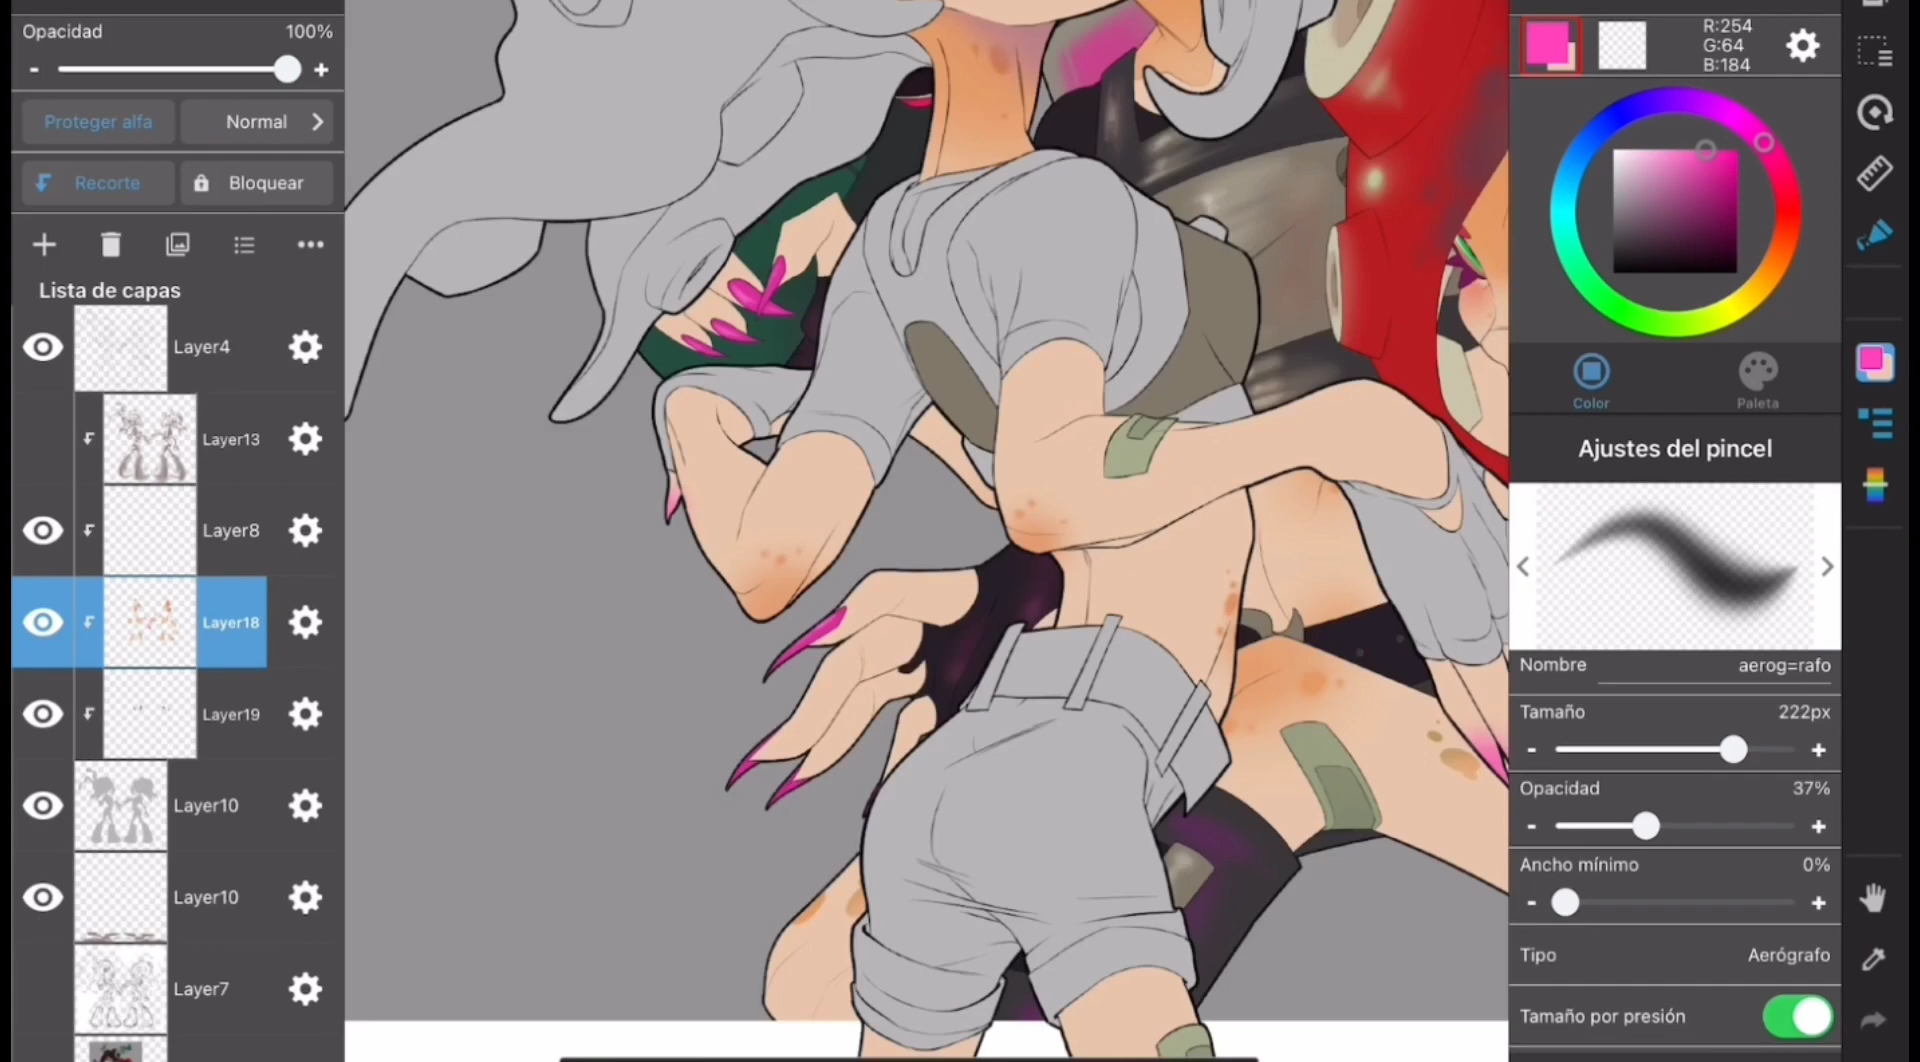 Opacidad 100%
- +
Proteger alfa Normal
Recorte Bloquear
Lista de capas
Layer4
Layer13
Layer8
Layer18
Layer19
Layer10
Layer10
Layer7
R:254
G:64
B:184
Color Paleta
Ajustes del pincel
Nombre aerog=rafo
Tamaño 222px
- +
Opacidad 37%
- +
Ancho mínimo 0%
- +
Tipo Aerógrafo
Tamaño por presión